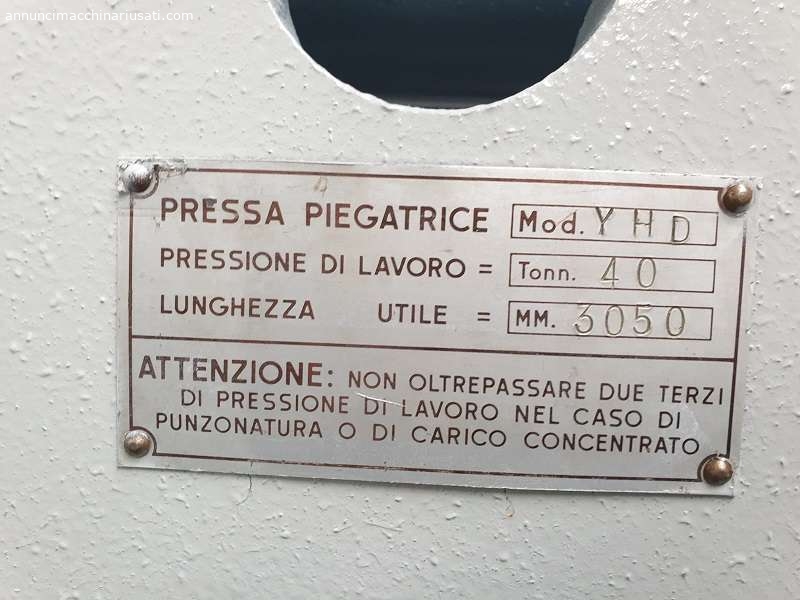 annuncimacchinariusati.com
PRESSA PIEGATRICE Mod. YHD
PRESSIONE DI LAVORO = Tonn. 40
LUNGHEZZA UTILE = MM. 3050
ATTENZIONE: NON OLTREPASSARE DUE TERZI
DI PRESSIONE DI LAVORO NEL CASO DI
PUNZONATURA O DI CARICO CONCENTRATO